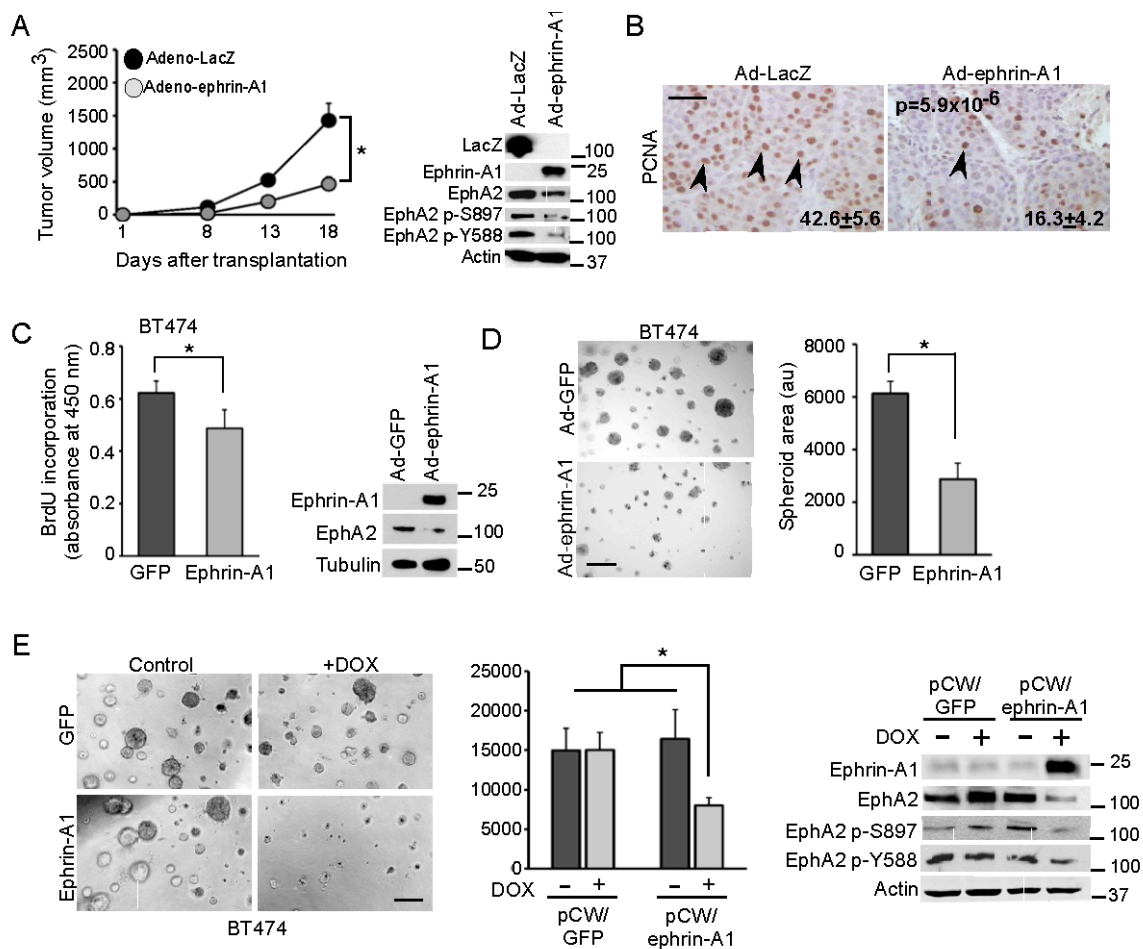 A
Tumor volume (mm3)
2500
2000
1500
1000
500
0
Adeno-LacZ
Adeno-ephrin-A1
*
1 8 13 18
Days after transplantation
Ad-LacZ
Ad-ephrin-A1
LacZ 100
Ephrin-A1 25
EphA2 100
EphA2 p-S897 100
EphA2 p-Y588 100
Actin 37
B
Ad-LacZ Ad-ephrin-A1
PCNA
p=5.9x10-6
42.6±5.6 16.3±4.2
C
BT474
BrdU incorporation
(absorbance at 450 nm)
0.8
0.6
0.4
0.2
0
*
GFP Ephrin-A1
Ad-GFP
Ad-ephrin-A1
Ephrin-A1 25
EphA2 100
Tubulin 50
D
BT474
Ad-GFP
Ad-ephrin-A1
Spheroid area (au)
8000
6000
4000
2000
0
*
GFP Ephrin-A1
E
Control +DOX
GFP
Ephrin-A1
BT474
25000
20000
15000
10000
5000
0
*
DOX − + − +
pCW/
GFP
pCW/
ephrin-A1
pCW/
GFP
pCW/
ephrin-A1
DOX − + − +
Ephrin-A1 25
EphA2 100
EphA2 p-S897 100
EphA2 p-Y588 100
Actin 37